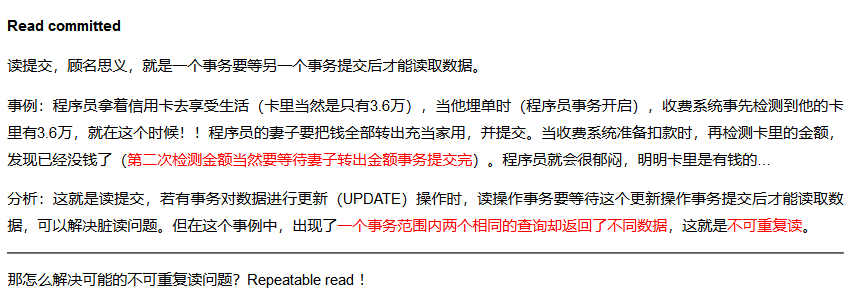 Read committed
读提交，顾名思义，就是一个事务要等另一个事务提交后才能读取数据。
事例：程序员拿着信用卡去享受生活（卡里当然是只有3.6万），当他埋单时（程序员事务开启），收费系统事先检测到他的卡
里有3.6万，就在这个时候！！程序员的妻子要把钱全部转出充当家用，并提交。当收费系统准备扣款时，再检测卡里的金额，
发现已经没钱了（第二次检测金额当然要等待妻子转出金额事务提交完）。程序员就会很郁闷，明明卡里是有钱的…
分析：这就是读提交，若有事务对数据进行更新（UPDATE）操作时，读操作事务要等待这个更新操作事务提交后才能读取数
据，可以解决脏读问题。但在这个事例中，出现了一个事务范围内两个相同的查询却返回了不同数据，这就是不可重复读。
那怎么解决可能的不可重复读问题？Repeatable read ！